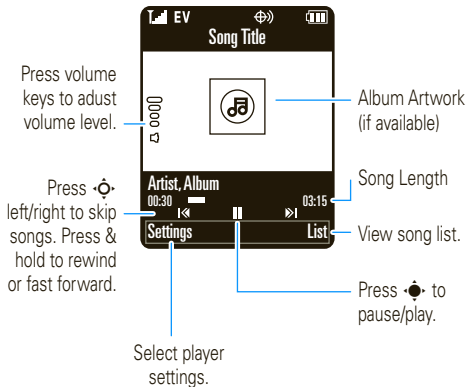 EV
Song Title
Press volume
keys to adust
volume level.
Album Artwork
(if available)
Artist, Album
00:30
03:15
Song Length
Press
left/right to skip
songs. Press &
hold to rewind
or fast forward.
Settings
List
View song list.
Press to
pause/play.
Select player
settings.